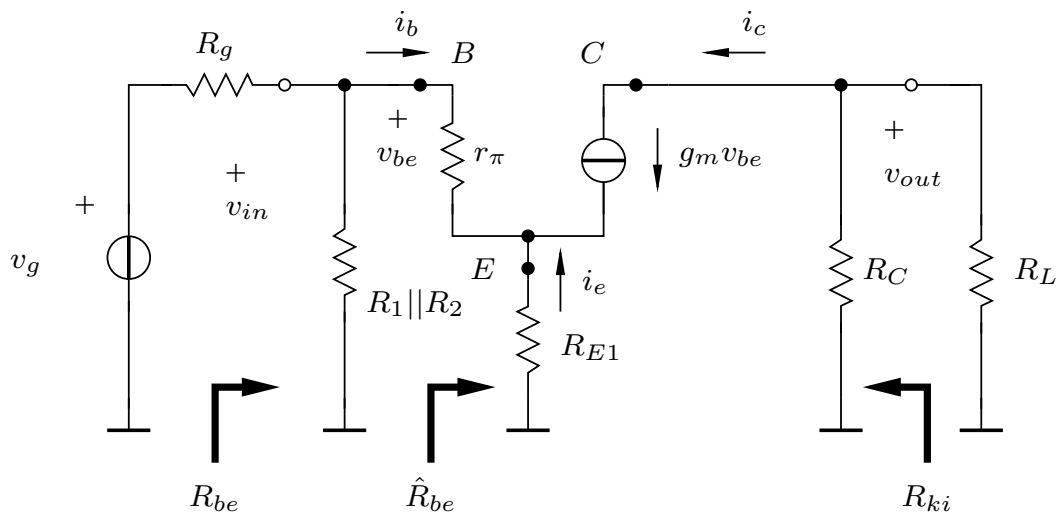 i_b
i_c
R_g
B
C
+
v_be
r_π
g_m v_be
+
v_out
+
v_in
+
v_g
E
i_e
R_1||R_2
R_E1
R_C
R_L
R_be
R̂_be
R_ki